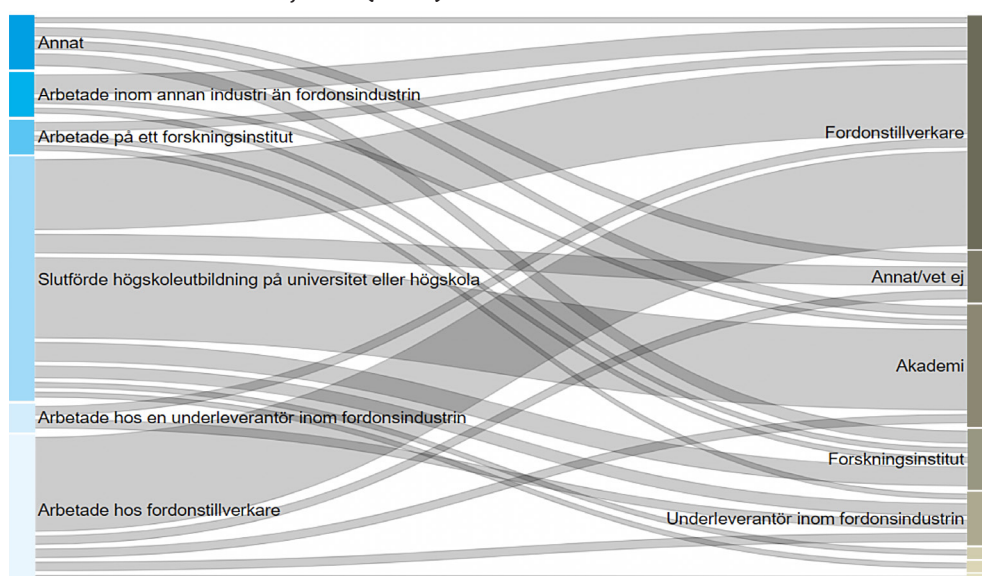 Annat
Arbetade inom annan industri än fordonsindustrin
Arbetade på ett forskningsinstitut
Slutförde högskoleutbildning på universitet eller högskola
Arbetade hos en underleverantör inom fordonsindustrin
Arbetade hos fordonstillverkare
Fordonstillverkare
Annat/vet ej
Akademi
Forskningsinstitut
Underleverantör inom fordonsindustrin